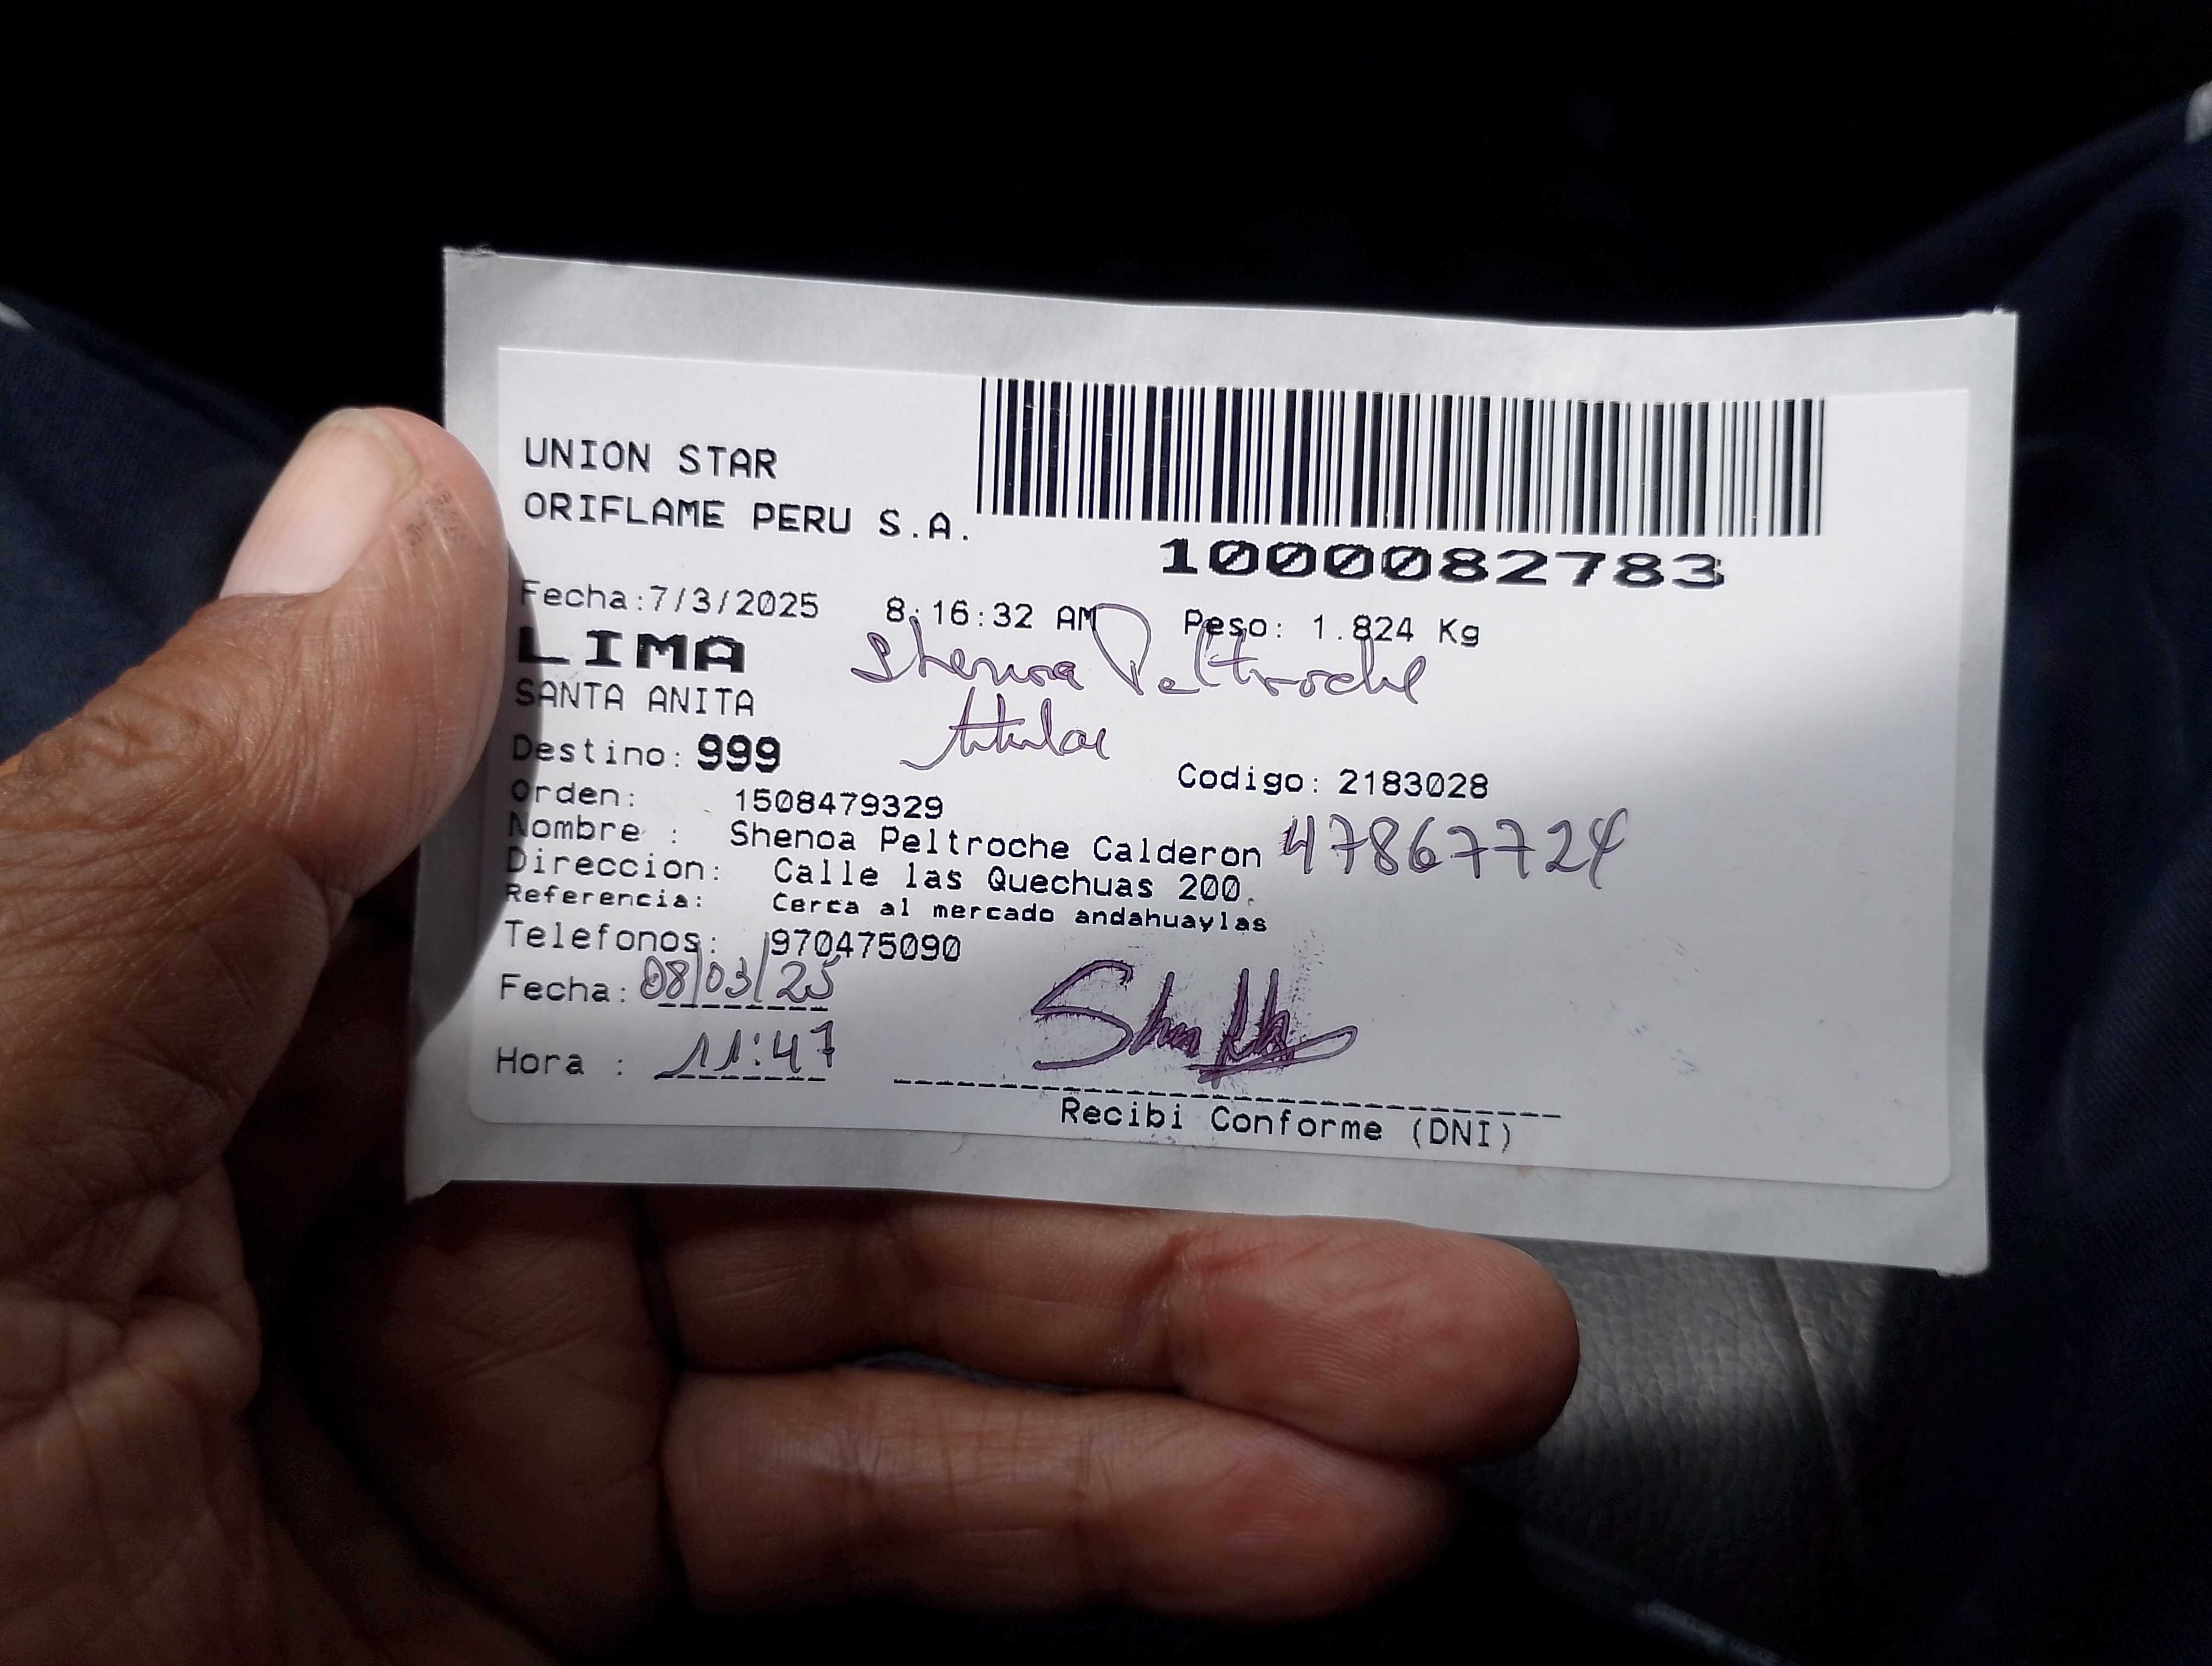 UNION STAR
ORIFLAME PERU S.A.
1000082783
Fecha:7/3/2025 8:16:32 AM Peso: 1.824 Kg
LIMA
Shenoa Peltroche
SANTA ANITA
titular
Destino: 999
Codigo: 2183028
Orden: 1508479329
Nombre : Shenoa Peltroche Calderon 47867724
Direccion: Calle las Quechuas 200.
Referencia: Cerca al mercado andahuaylas
Telefonos: 970475090
Fecha: 08/03/25
Hora : 11:47
Recibi Conforme (DNI)